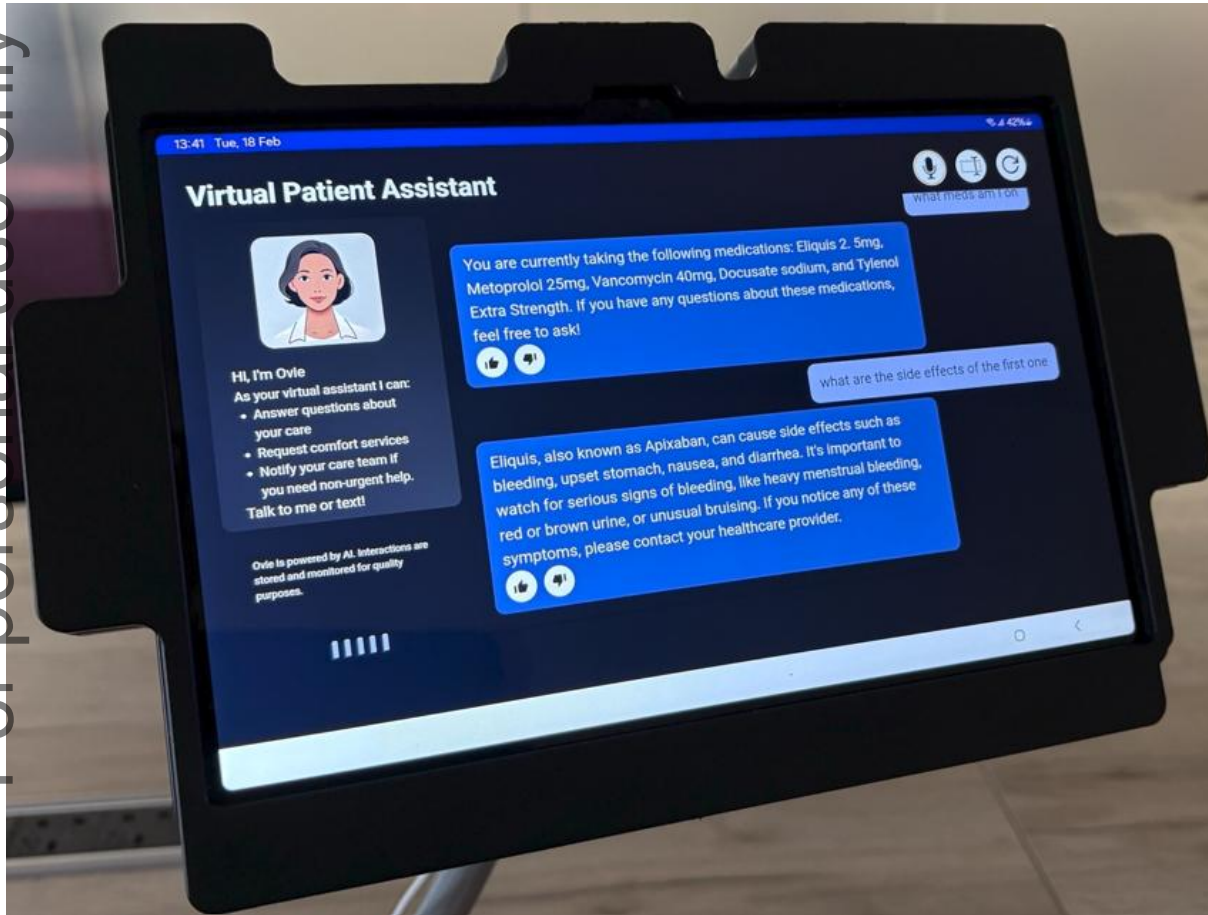 For personal use only
13:41 Tue, 18 Feb
42%
Virtual Patient Assistant
what meds am I on
You are currently taking the following medications: Eliquis 2. 5mg,
Metoprolol 25mg, Vancomycin 40mg, Docusate sodium, and Tylenol
Extra Strength. If you have any questions about these medications,
feel free to ask!
what are the side effects of the first one
Eliquis, also known as Apixaban, can cause side effects such as
bleeding, upset stomach, nausea, and diarrhea. It's important to
watch for serious signs of bleeding, like heavy menstrual bleeding,
red or brown urine, or unusual bruising. If you notice any of these
symptoms, please contact your healthcare provider.
Hi, I'm Ovie
As your virtual assistant I can:
• Answer questions about
your care
• Request comfort services
• Notify your care team if
you need non-urgent help.
Talk to me or text!
Ovie is powered by AI. Interactions are
stored and monitored for quality
purposes.